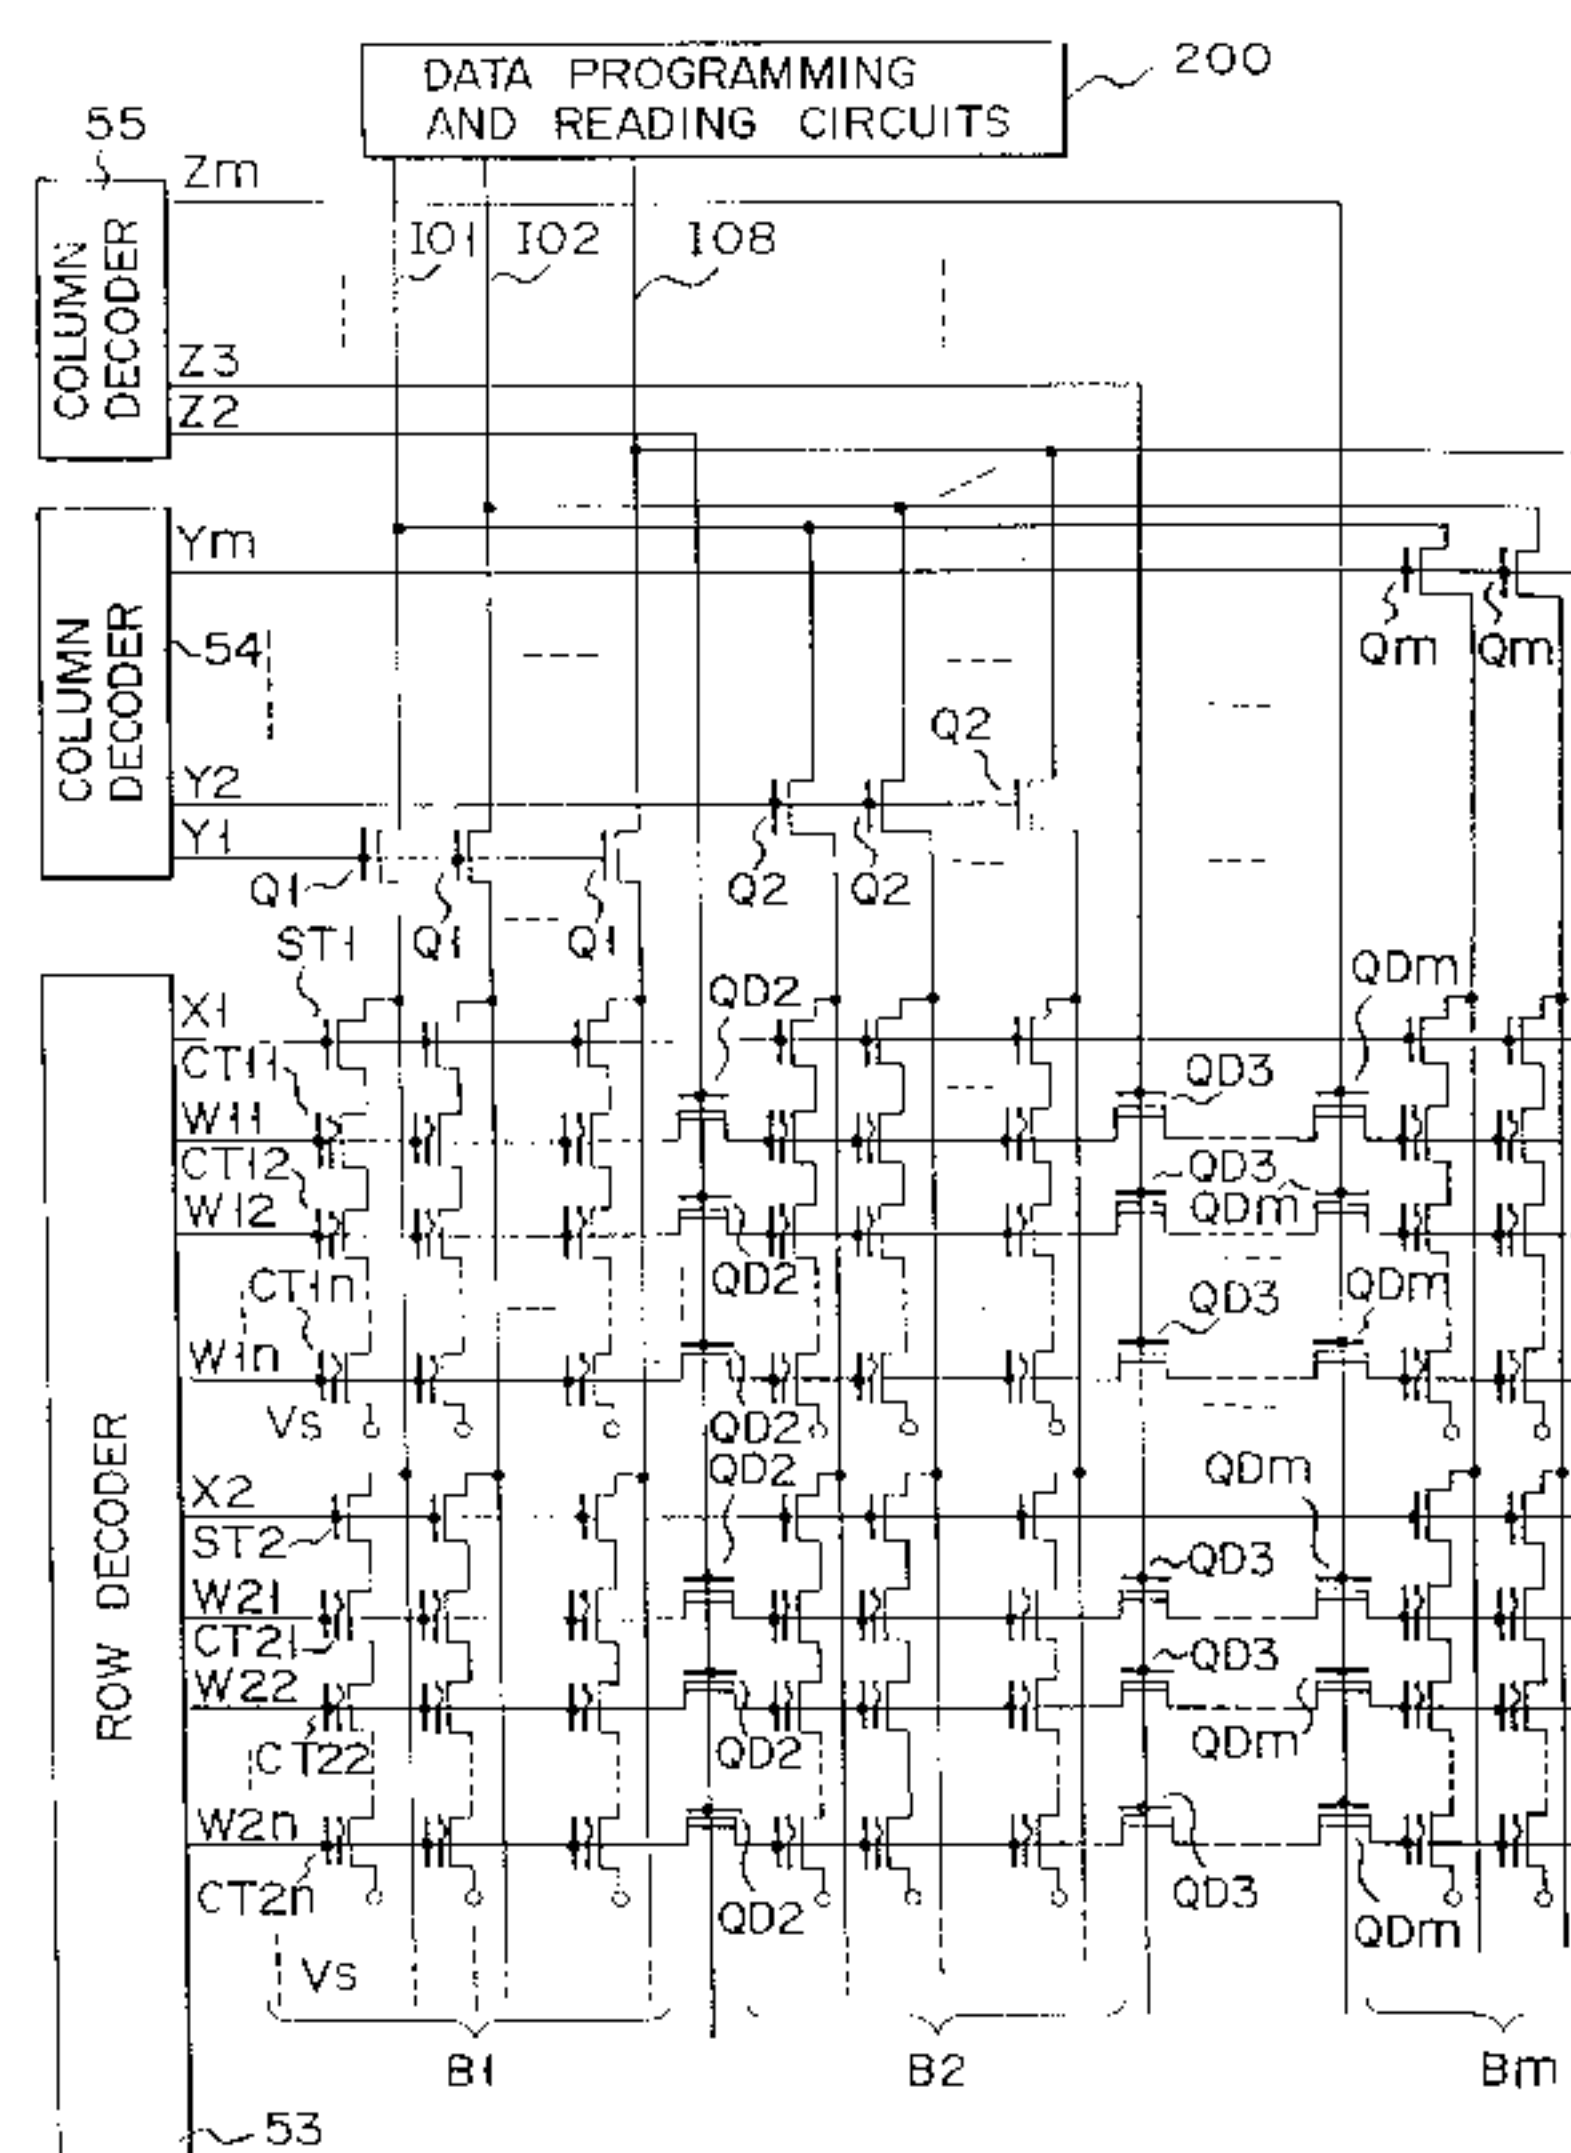 DATA PROGRAMMING
AND READING CIRCUITS
200
55
COLUMN
DECODER
Zm
IO1 IO2 IO8
Z3
Z2
COLUMN
DECODER
54
Ym
Qm Qm
Y2
Q2
Y1
Q1 Q1 Q1 Q2 Q2
ST1
X1 QD2 QDm
CT11
W11 QD3
CT12 QD3
W12 QDm
QD2
CT1n QD3 QDm
W1n
VS QD2
ROW DECODER
X2 QD2 QDm
ST2
W21 QD3
CT21
W22 QD3
CT22 QD2 QDm
W2n
CT2n QD2 QD3 QDm
VS
B1 B2 Bm
53